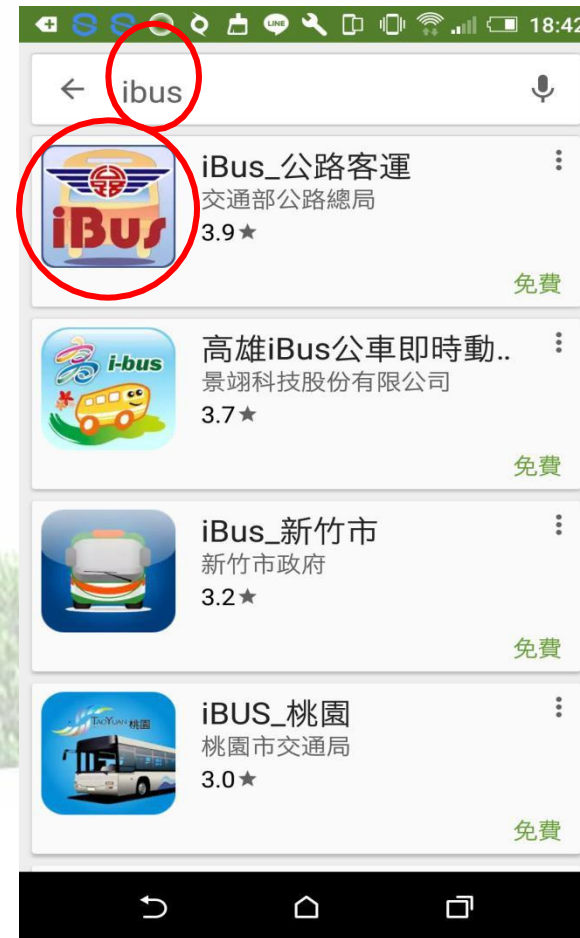 LINE
18:42
ibus
iBus
iBus_公路客運
交通部公路總局
3.9★
免費
i-bus
高雄iBus公車即時動..
景翊科技股份有限公司
3.7★
免費
iBus_新竹市
新竹市政府
3.2★
免費
TaoYuan 桃園
iBUS_桃園
桃園市交通局
3.0★
免費